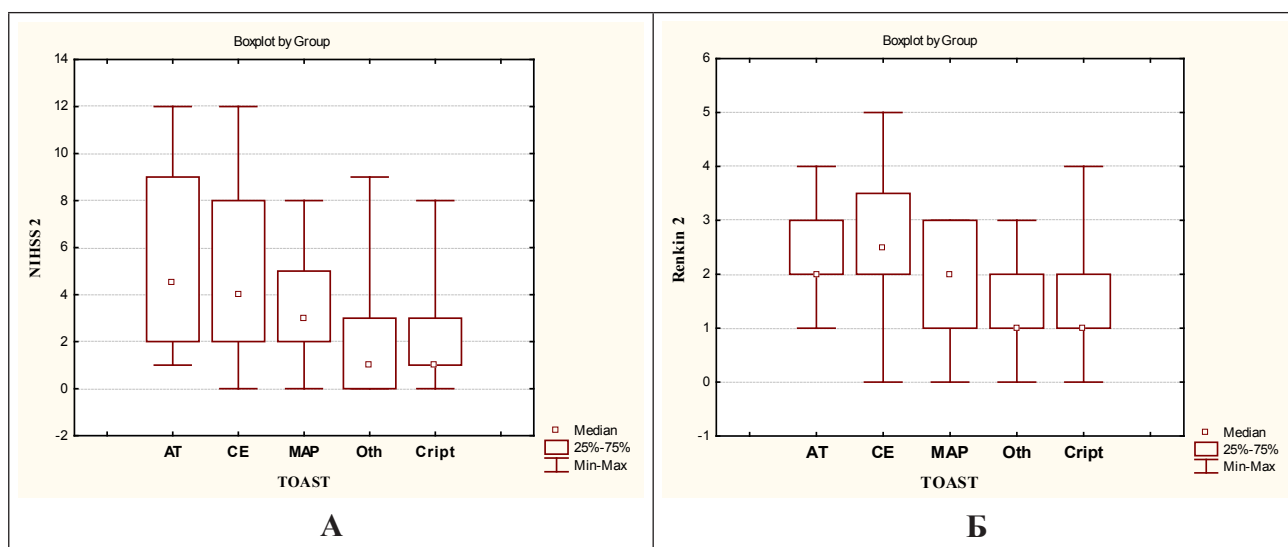 Boxplot by Group
14
12
10
8
6
4
2
0
-2
NIHSS 2
AT CE MAP Oth Cript
TOAST
Median
25%-75%
Min-Max
А
Boxplot by Group
6
5
4
3
2
1
0
-1
Renkin 2
AT CE MAP Oth Cript
TOAST
Median
25%-75%
Min-Max
Б